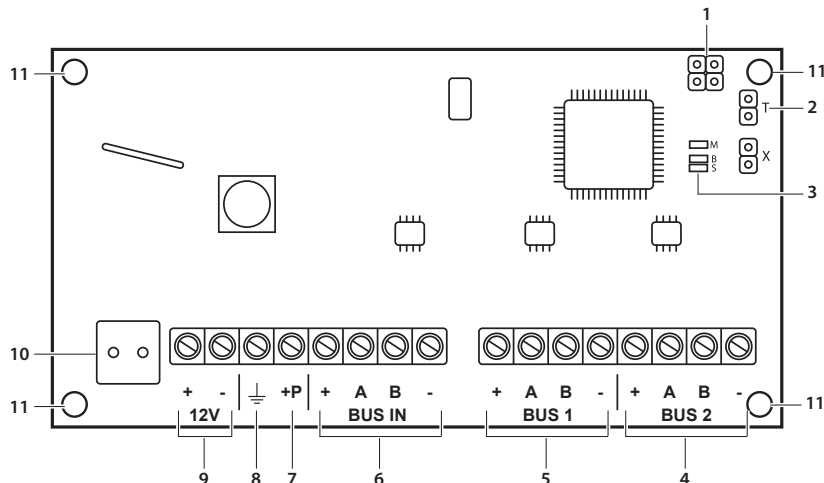 1
11
11
T
2
M
X
B
S
3
10
11
11
+ - +P + A B - + A B - + A B -
12V BUS IN BUS 1 BUS 2
9 8 7 6 5 4